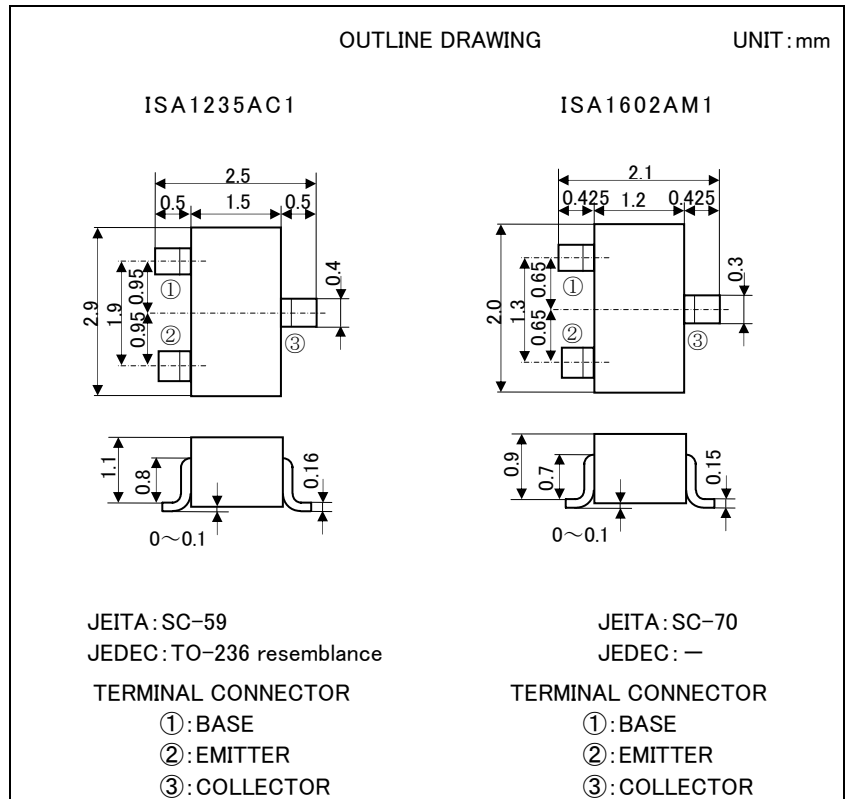 OUTLINE DRAWING UNIT:mm
ISA1235AC1
2.5
0.5 1.5 0.5
2.9
1.9
0.95
0.95
0.4
①
②
③
1.1
0.8
0.16
0~0.1
JEITA:SC-59
JEDEC:TO-236 resemblance
TERMINAL CONNECTOR
①:BASE
②:EMITTER
③:COLLECTOR
ISA1602AM1
2.1
0.425 1.2 0.425
2.0
1.3
0.65
0.65
0.3
①
②
③
0.9
0.7
0.15
0~0.1
JEITA:SC-70
JEDEC:－
TERMINAL CONNECTOR
①:BASE
②:EMITTER
③:COLLECTOR